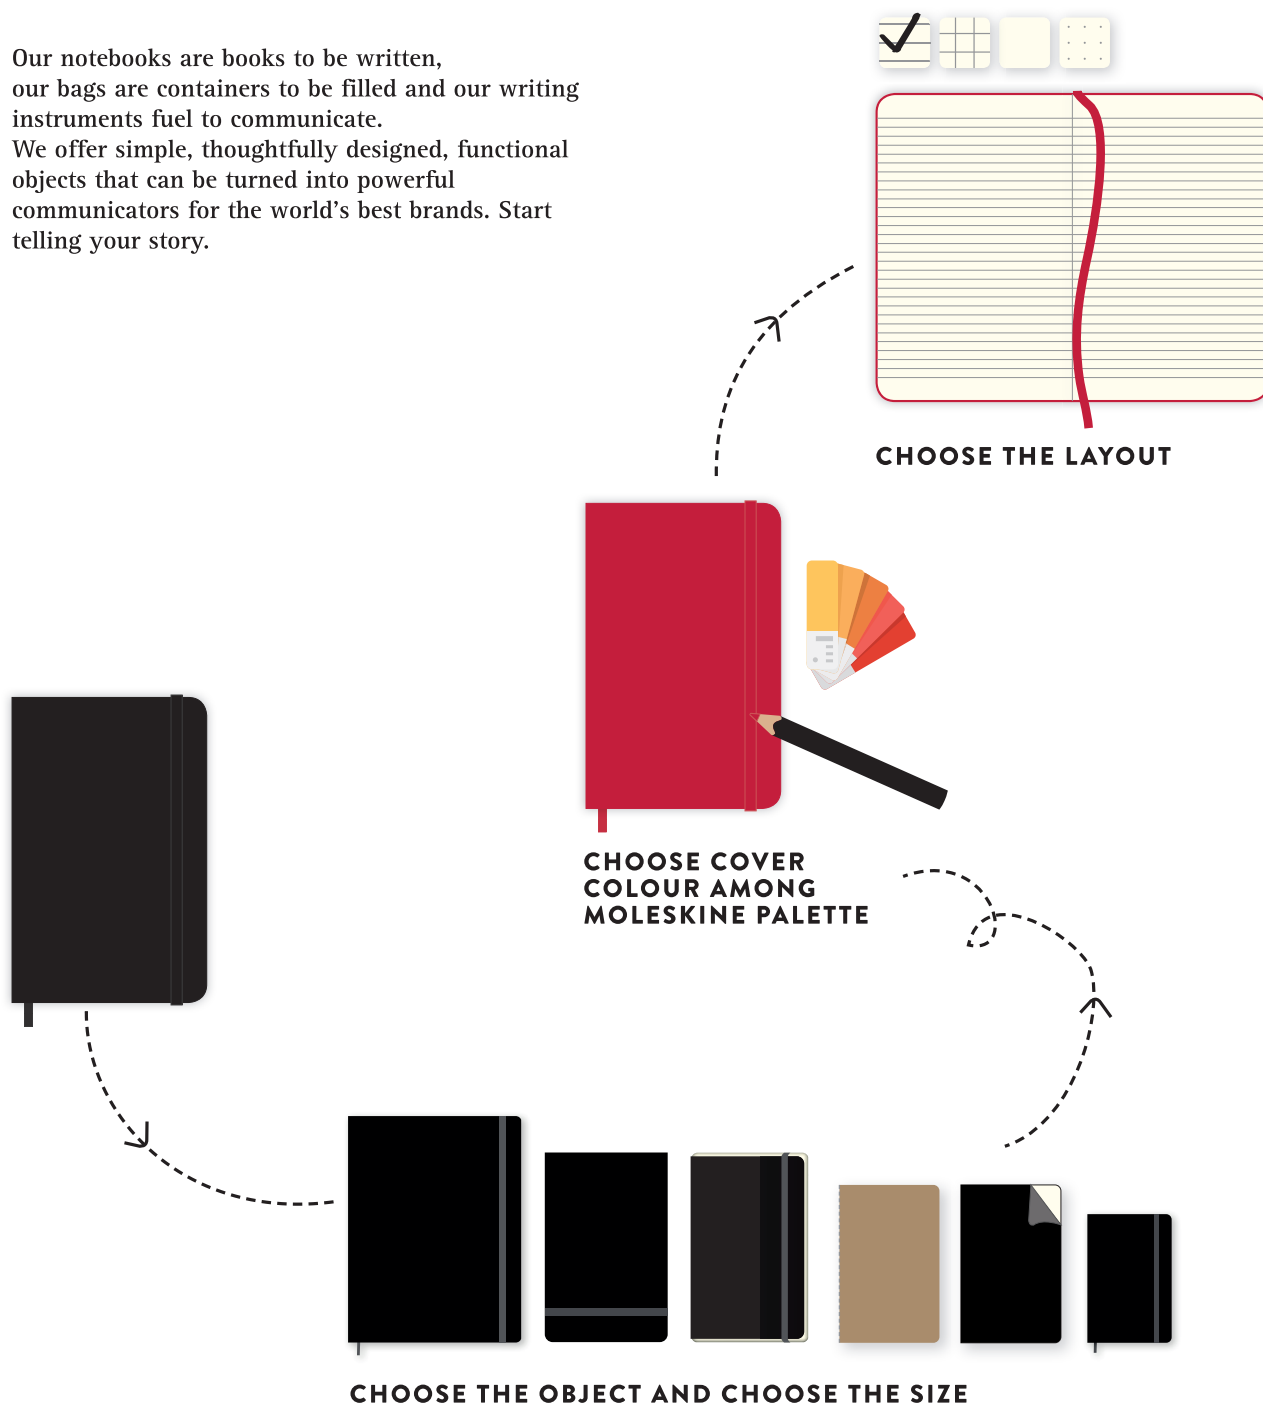 Our notebooks are books to be written,
our bags are containers to be filled and our writing
instruments fuel to communicate.
We offer simple, thoughtfully designed, functional
objects that can be turned into powerful
communicators for the world’s best brands. Start
telling your story.
CHOOSE THE LAYOUT
CHOOSE COVER
COLOUR AMONG
MOLESKINE PALETTE
CHOOSE THE OBJECT AND CHOOSE THE SIZE